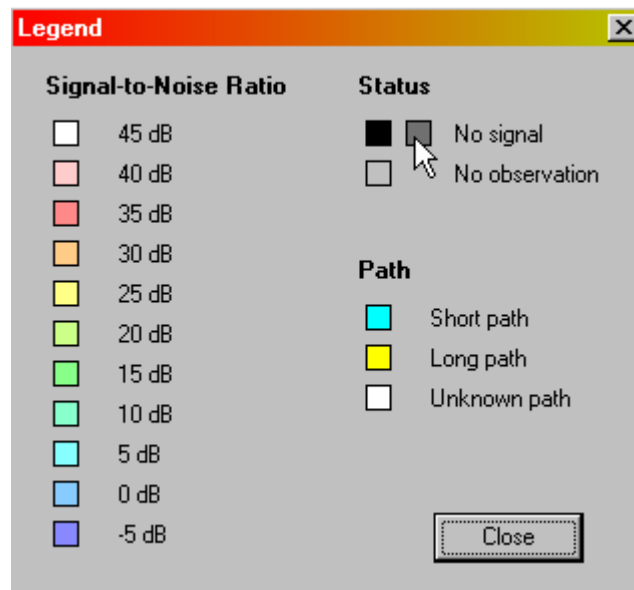 Legend
Signal-to-Noise Ratio
45 dB
40 dB
35 dB
30 dB
25 dB
20 dB
15 dB
10 dB
5 dB
0 dB
-5 dB
Status
No signal
No observation
Path
Short path
Long path
Unknown path
Close